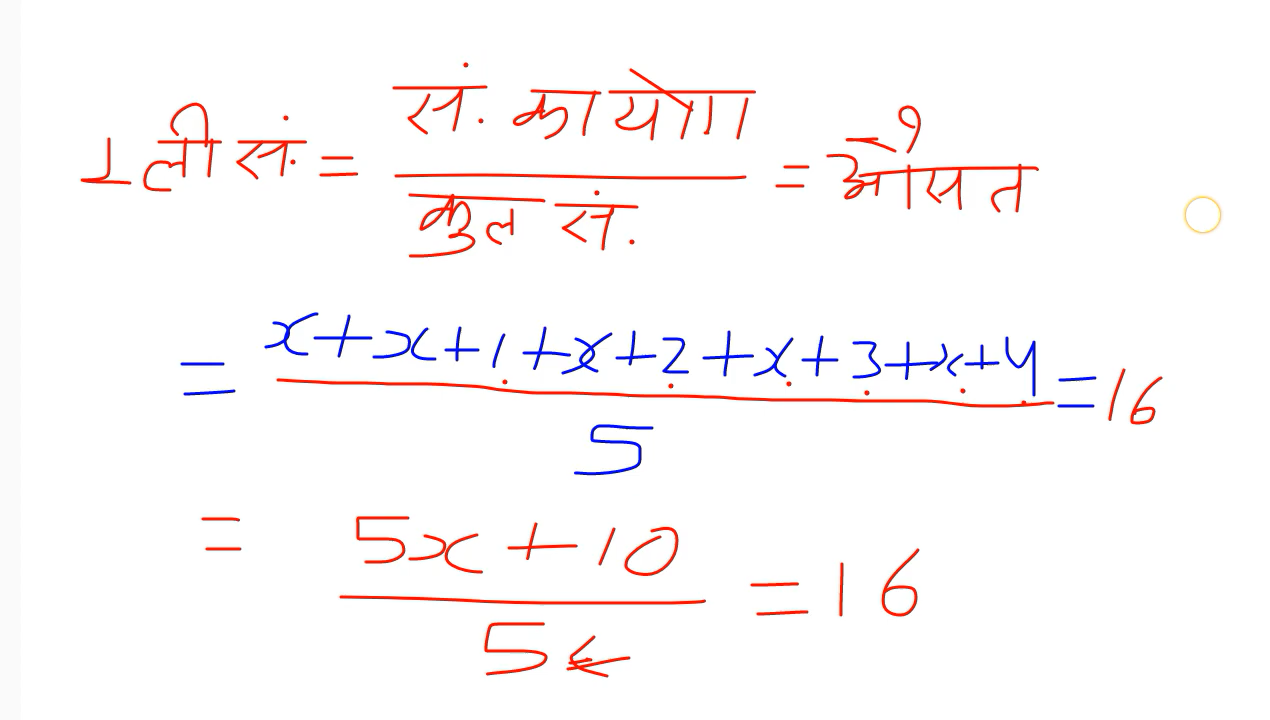 1ली सं. = सं. का योग / कुल सं. = औसत
= x+x+1+x+2+x+3+x+4 / 5 = 16
= 5x+10 / 5 = 16